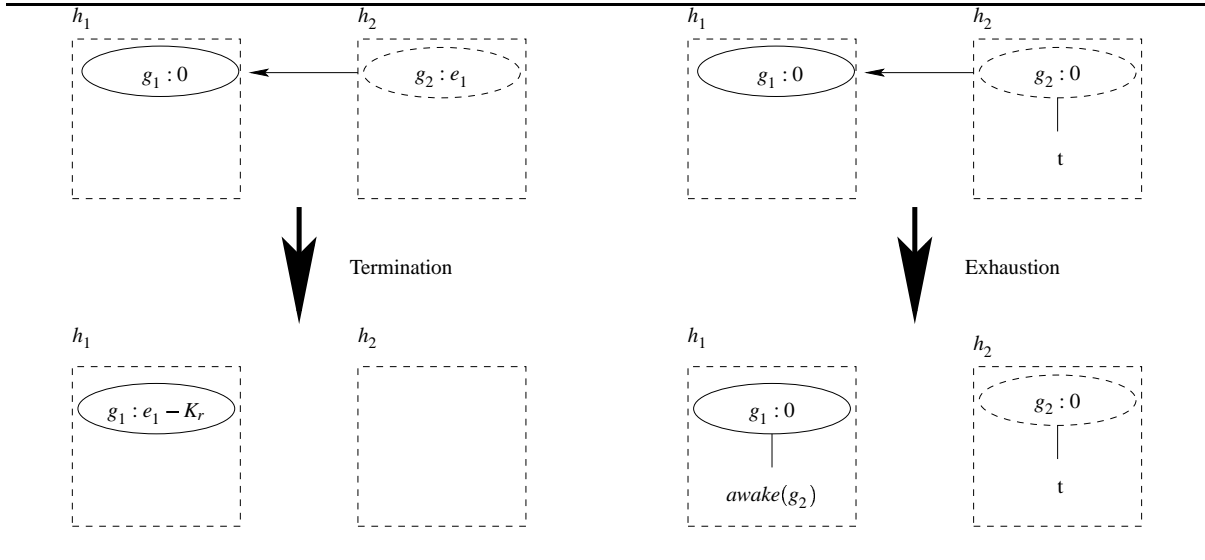 h₁
h₂
g₁ : 0
g₂ : e₁
Termination
h₁
h₂
g₁ : e₁ − Kᵣ
h₁
h₂
g₁ : 0
g₂ : 0
t
Exhaustion
h₁
h₂
g₁ : 0
g₂ : 0
awake(g₂)
t